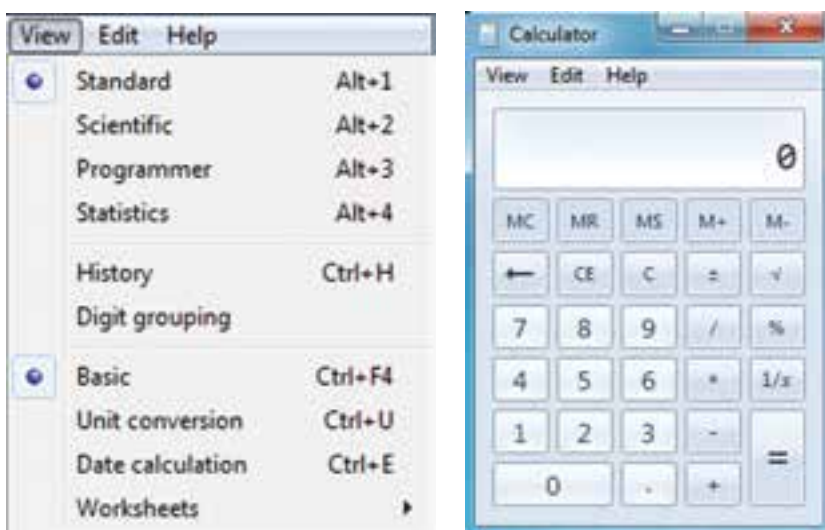 View Edit Help
Standard Alt+1
Scientific Alt+2
Programmer Alt+3
Statistics Alt+4
History Ctrl+H
Digit grouping
Basic Ctrl+F4
Unit conversion Ctrl+U
Date calculation Ctrl+E
Worksheets
Calculator
View Edit Help
0
MC MR MS M+ M-
← CE C ± √
7 8 9 / %
4 5 6 * 1/x
1 2 3 - =
0 . +